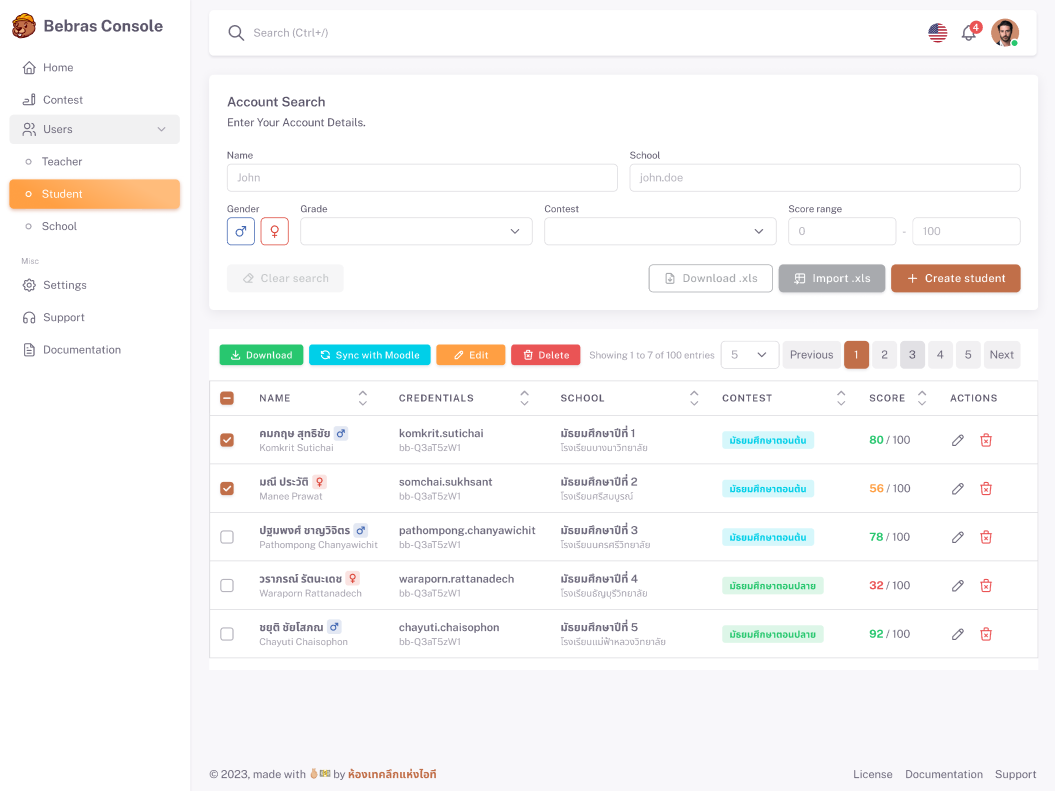 Bebras Console
Search (Ctrl+/)
4
Home
Contest
Users
Teacher
Student
School
Misc
Settings
Support
Documentation
Account Search
Enter Your Account Details.
Name
School
John
john.doe
Gender
Grade
Contest
Score range
0 - 100
Clear search
Download .xls
Import .xls
Create student
Download
Sync with Moodle
Edit
Delete
Showing 1 to 7 of 100 entries
5
Previous 1 2 3 4 5 Next
NAME CREDENTIALS SCHOOL CONTEST SCORE ACTIONS
คมกฤษ สุทธิชัย komkrit.sutichai มัธยมศึกษาปีที่ 1 มัธยมศึกษาตอนต้น 80 / 100
Komkrit Sutichai bb-Q3aT5zW1 โรงเรียนบางนาวิทยาลัย
มณี ประวัติ somchai.sukhsant มัธยมศึกษาปีที่ 2 มัธยมศึกษาตอนต้น 56 / 100
Manee Prawat bb-Q3aT5zW1 โรงเรียนศรีสมบูรณ์
ปฐมพงศ์ ชาญวิจิตร pathompong.chanyawichit มัธยมศึกษาปีที่ 3 มัธยมศึกษาตอนต้น 78 / 100
Pathompong Chanyawichit bb-Q3aT5zW1 โรงเรียนนครศรีวิทยาลัย
วราภรณ์ รัตนะเดช waraporn.rattanadech มัธยมศึกษาปีที่ 4 มัธยมศึกษาตอนปลาย 32 / 100
Waraporn Rattanadech bb-Q3aT5zW1 โรงเรียนธัญบุรีวิทยาลัย
ชยุติ ชัยโสภณ chayuti.chaisophon มัธยมศึกษาปีที่ 5 มัธยมศึกษาตอนปลาย 92 / 100
Chayuti Chaisophon bb-Q3aT5zW1 โรงเรียนแม่ฟ้าหลวงวิทยาลัย
© 2023, made with ✌🏼🎫 by ห้องเทคลึกแห่งไอที
License Documentation Support